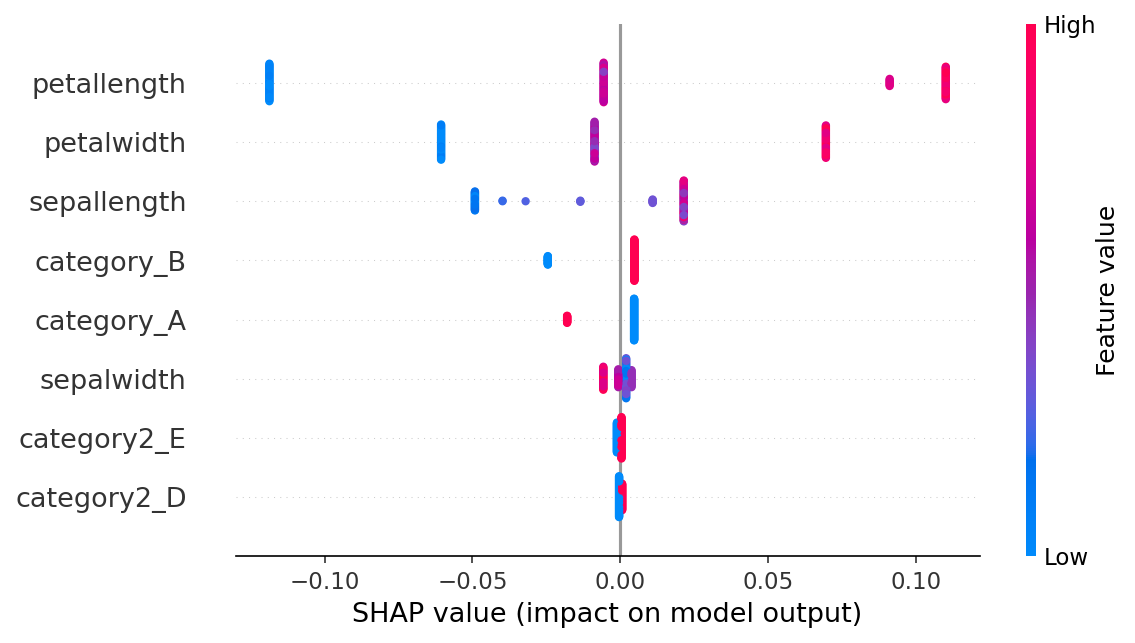 High
petallength
petalwidth
sepallength
category_B
category_A
sepalwidth
category2_E
category2_D
Feature value
Low
−0.10 −0.05 0.00 0.05 0.10
SHAP value (impact on model output)